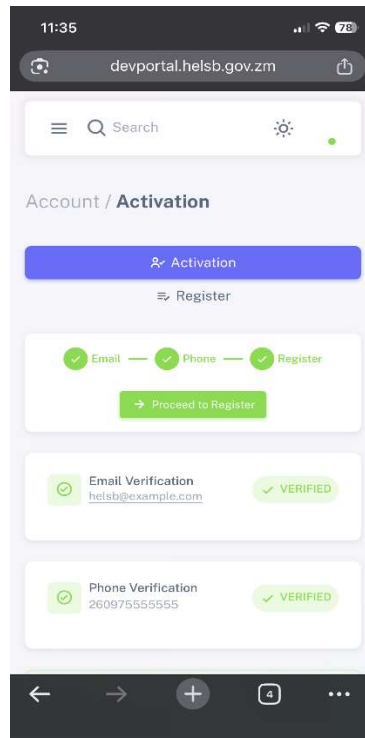 11:35
78
devportal.helsb.gov.zm
Search
Account / Activation
Activation
Register
Email
Phone
Register
Proceed to Register
Email Verification
helsb@example.com
VERIFIED
Phone Verification
260975555555
VERIFIED
4